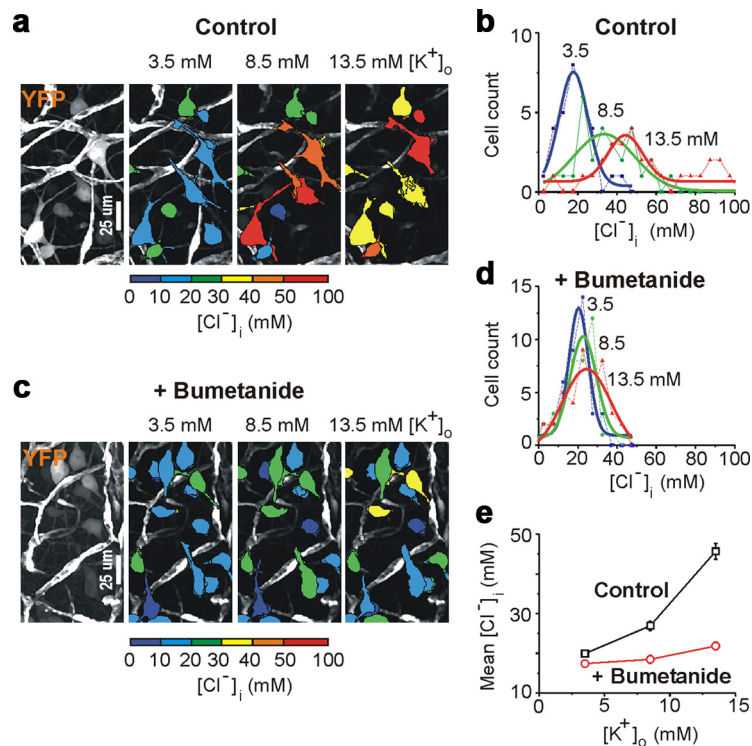 a
Control
3.5 mM 8.5 mM 13.5 mM [K⁺]ₒ
YFP
25 um
0 10 20 30 40 50 100
[Cl⁻]i (mM)
b
Control
10
5
0
Cell count
3.5
8.5
13.5 mM
0 20 40 60 80 100
[Cl⁻]i (mM)
c
+ Bumetanide
3.5 mM 8.5 mM 13.5 mM [K⁺]ₒ
YFP
25 um
0 10 20 30 40 50 100
[Cl⁻]i (mM)
d
+ Bumetanide
15
10
5
0
Cell count
3.5
8.5
13.5 mM
0 20 40 60 80 100
[Cl⁻]i (mM)
e
50
30
10
Mean [Cl⁻]i (mM)
Control
+ Bumetanide
0 5 10 15
[K⁺]ₒ (mM)